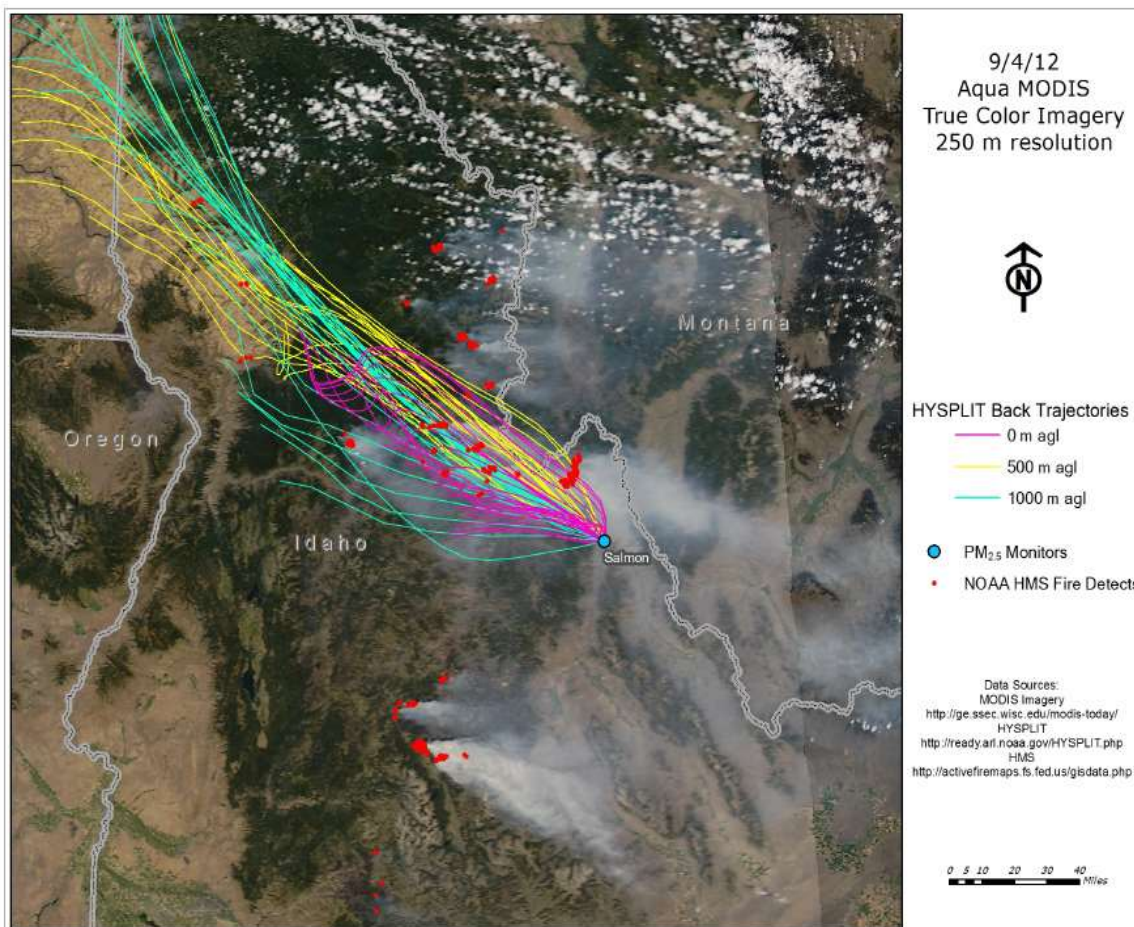 9/4/12
Aqua MODIS
True Color Imagery
250 m resolution
N
Montana
Oregon
Idaho
Salmon
HYSPLIT Back Trajectories
0 m agl
500 m agl
1000 m agl
PM2.5 Monitors
NOAA HMS Fire Detects
Data Sources:
MODIS Imagery
http://ge.ssec.wisc.edu/modis-today/
HYSPLIT
http://ready.arl.noaa.gov/HYSPLIT.php
HMS
http://activefiremaps.fs.fed.us/gisdata.php
0 5 10 20 30 40
Miles